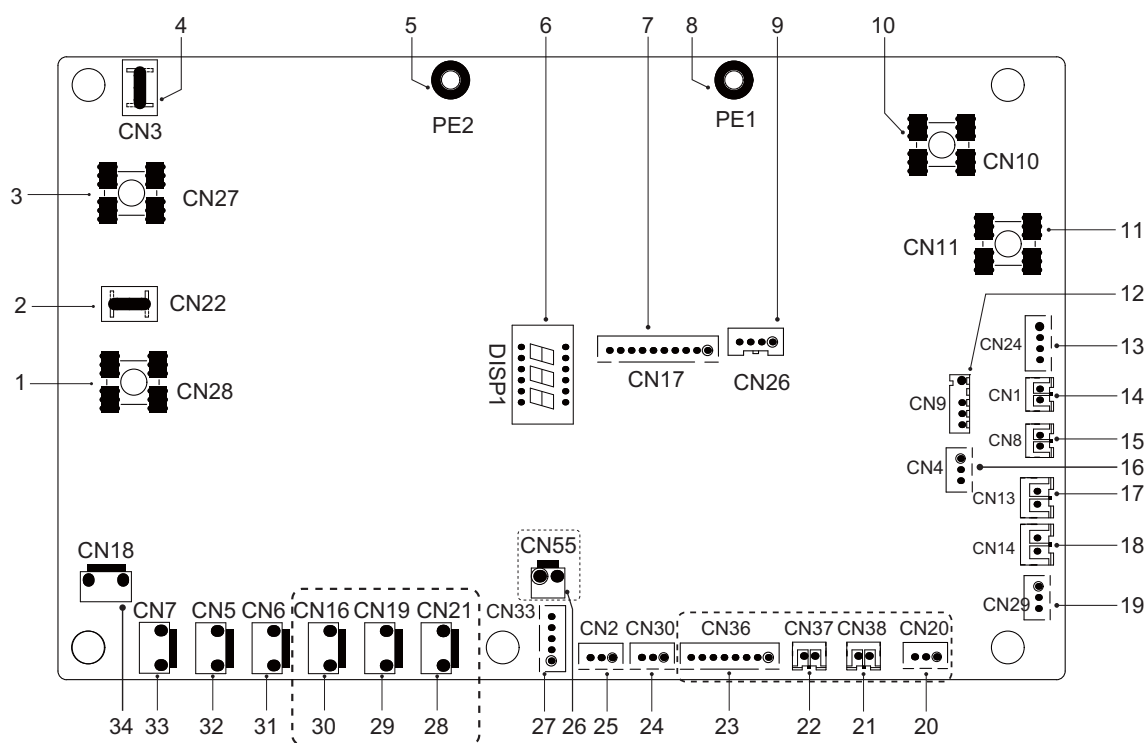 4 5 6 7 8 9 10
CN3 PE2 PE1
CN10
3 CN27
CN11 11
2 CN22 12
CN24 13
DISP1 CN17 CN26
1 CN28 CN9 CN1 14
CN8 15
CN4 16
CN13 17
CN18 CN55 CN14 18
CN7 CN5 CN6 CN16 CN19 CN21 CN33 CN29 19
CN2 CN30 CN36 CN37 CN38 CN20
34 33 32 31 30 29 28 27 26 25 24 23 22 21 20